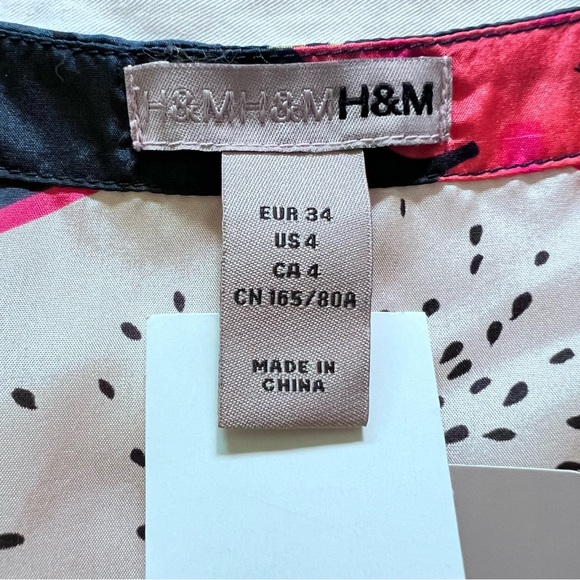 H&MH&MH&M
EUR 34
US 4
CA 4
CN 165/80A
MADE IN
CHINA